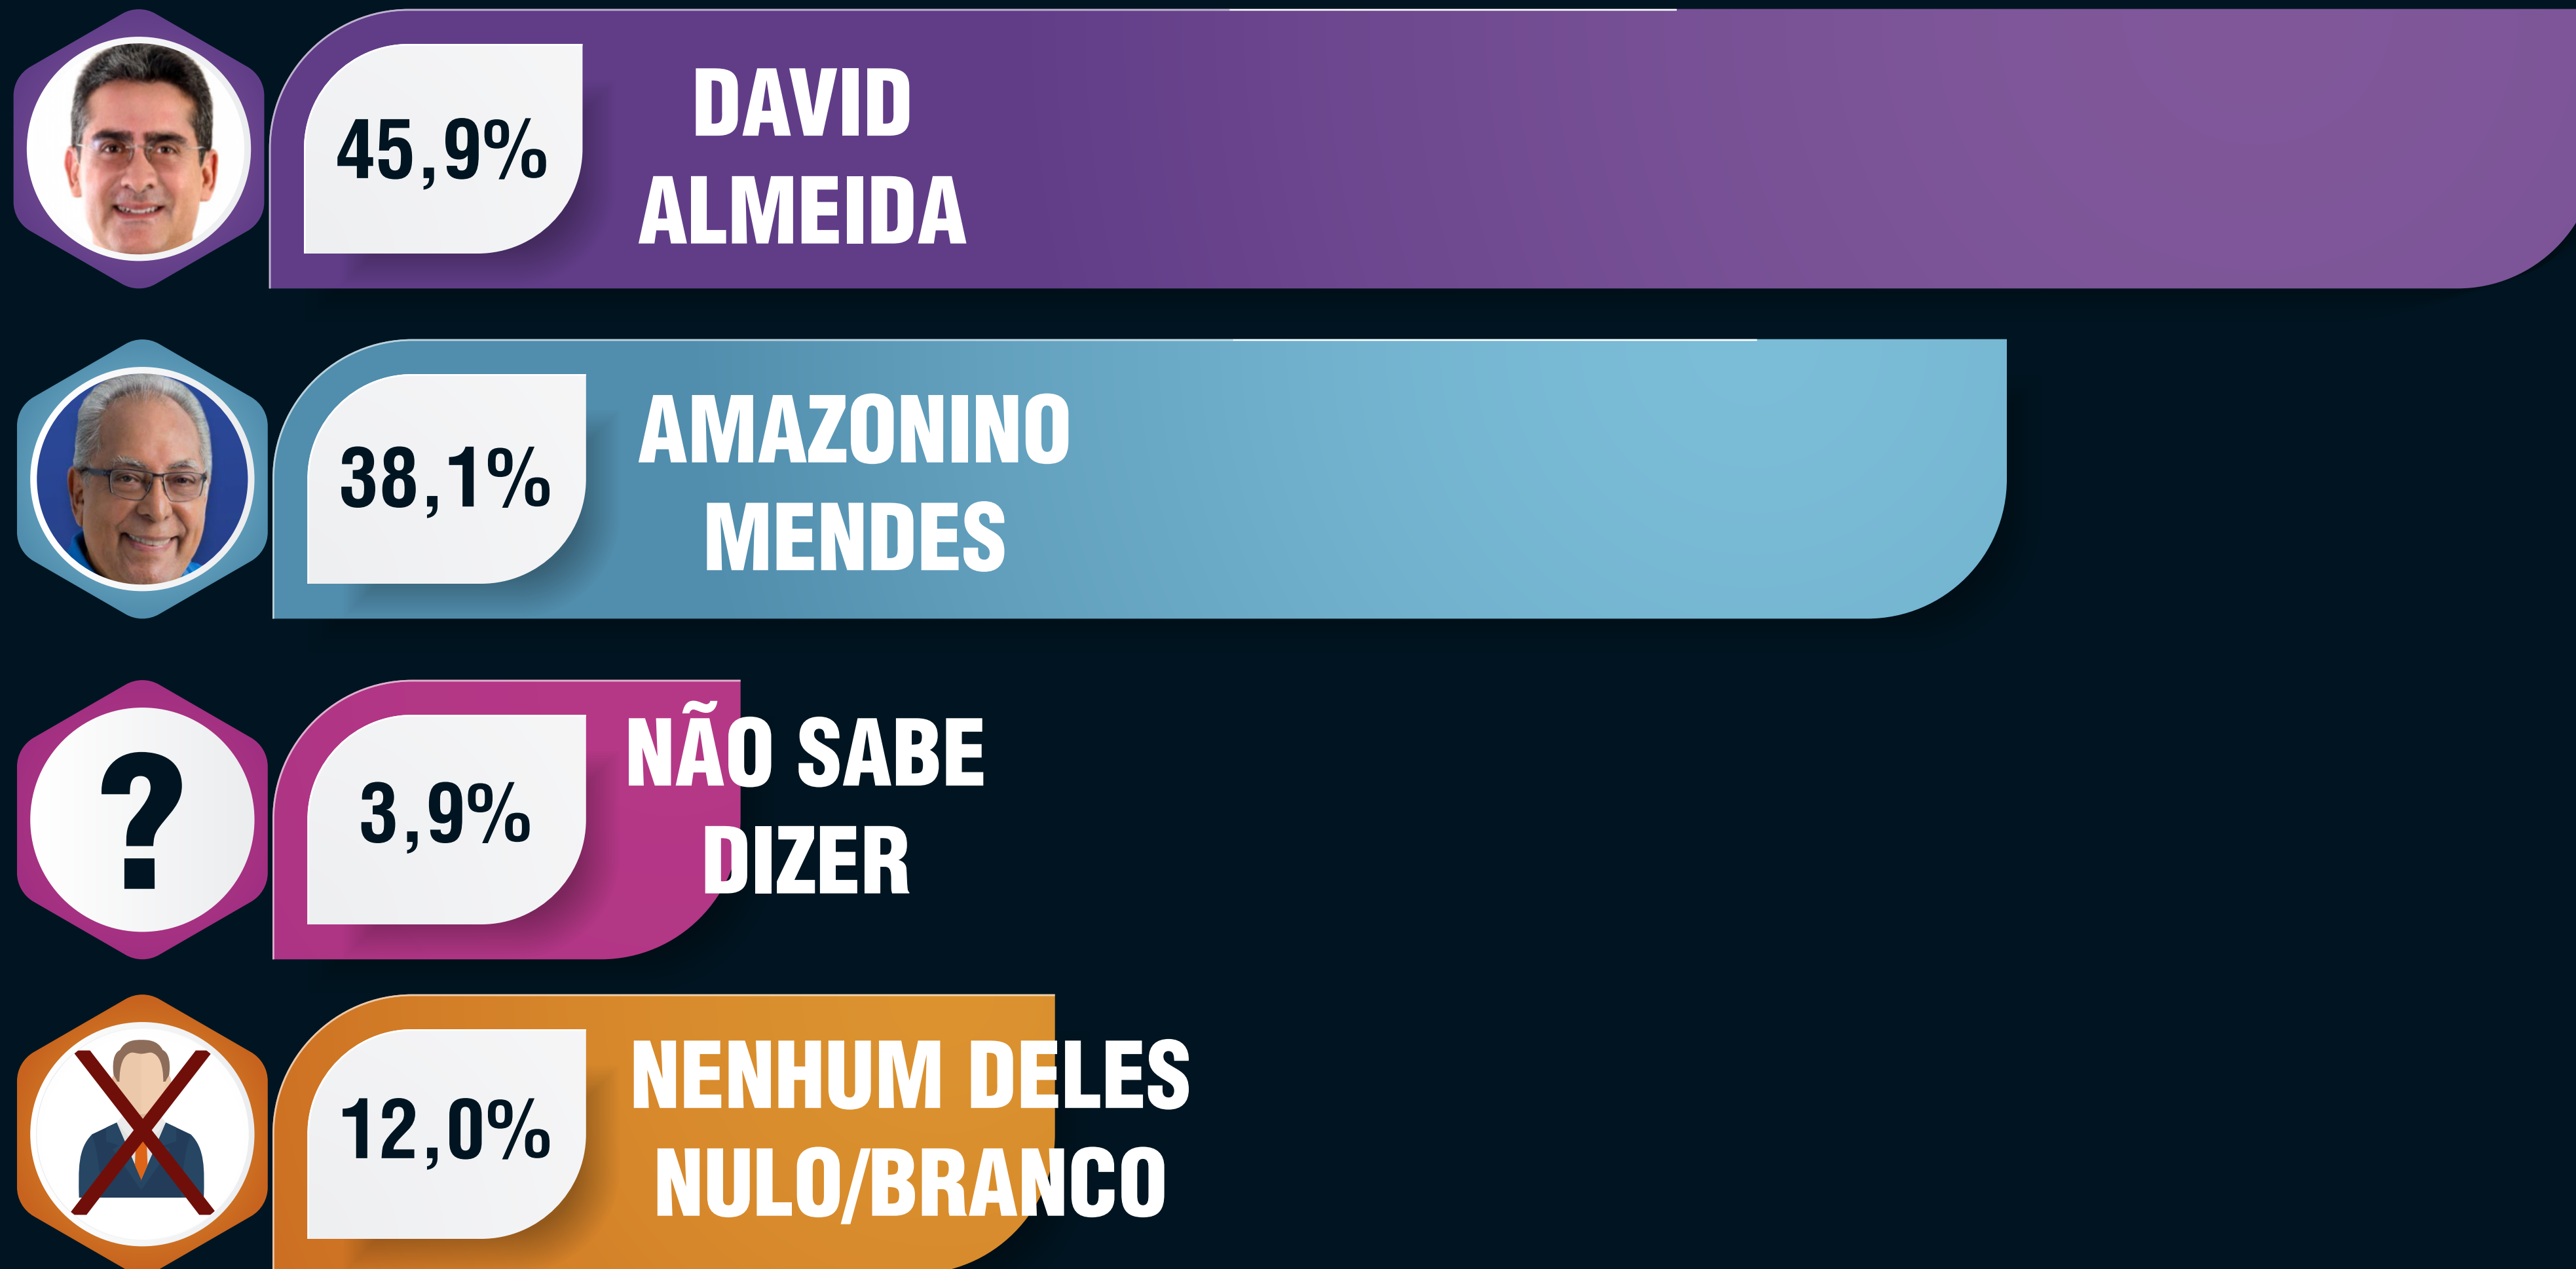 45,9%
DAVID
ALMEIDA
38,1%
AMAZONINO
MENDES
?
3,9%
NÃO SABE
DIZER
12,0%
NENHUM DELES
NULO/BRANCO